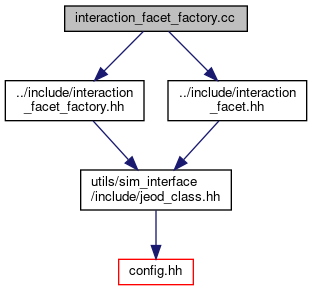 interaction_facet_factory.cc
../include/interaction
_facet_factory.hh
../include/interaction
_facet.hh
utils/sim_interface
/include/jeod_class.hh
config.hh